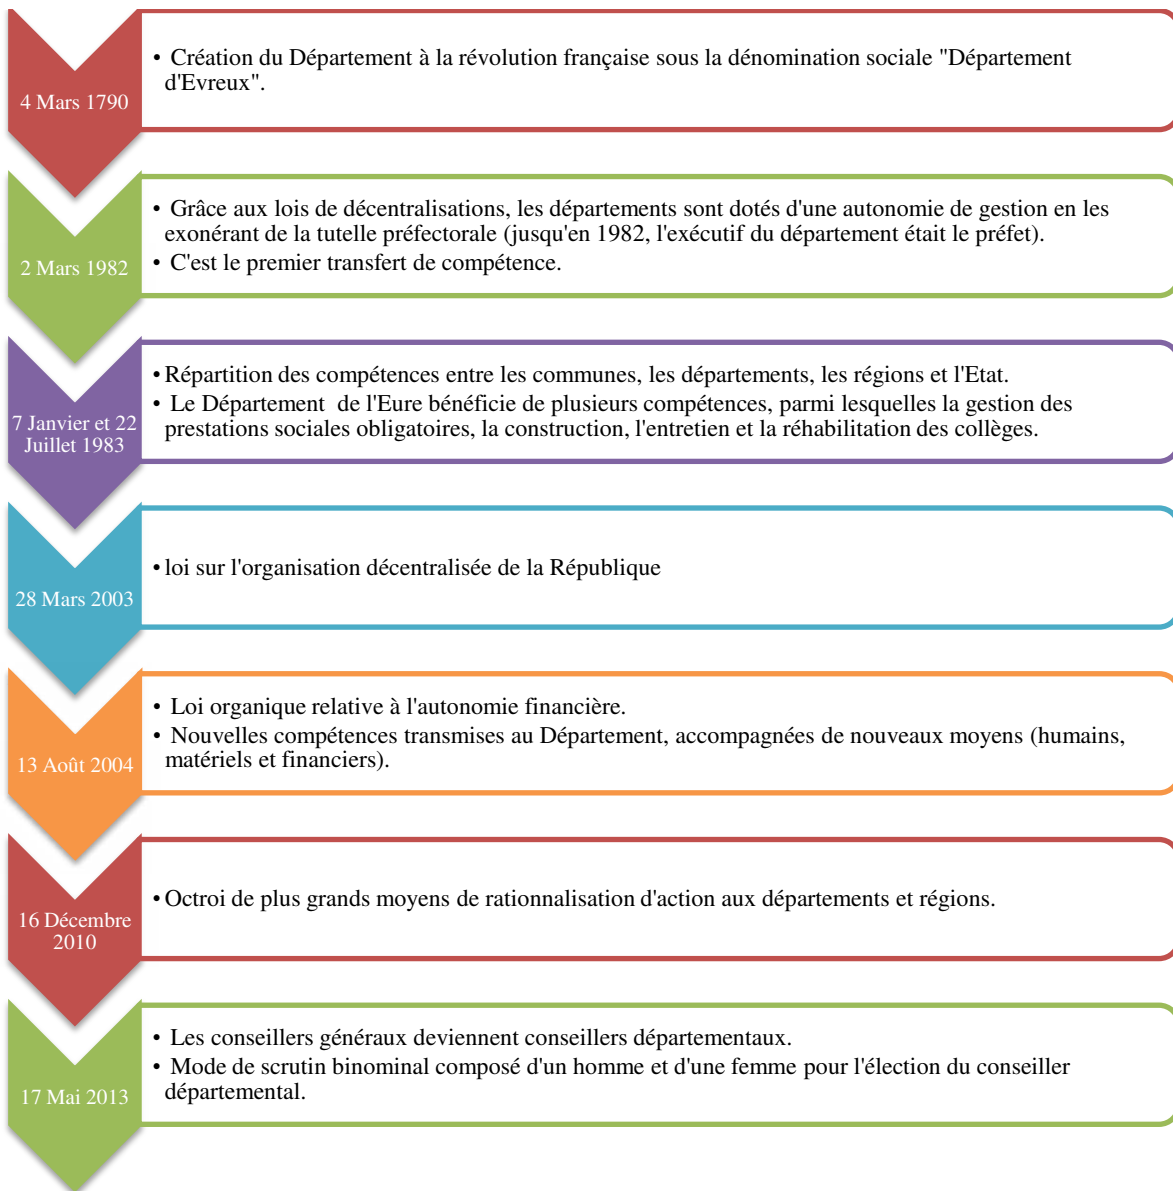 4 Mars 1790
• Création du Département à la révolution française sous la dénomination sociale "Département
d'Evreux".
2 Mars 1982
• Grâce aux lois de décentralisations, les départements sont dotés d'une autonomie de gestion en les
exonérant de la tutelle préfectorale (jusqu'en 1982, l'exécutif du département était le préfet).
• C'est le premier transfert de compétence.
7 Janvier et 22
Juillet 1983
• Répartition des compétences entre les communes, les départements, les régions et l'Etat.
• Le Département de l'Eure bénéficie de plusieurs compétences, parmi lesquelles la gestion des
prestations sociales obligatoires, la construction, l'entretien et la réhabilitation des collèges.
28 Mars 2003
• loi sur l'organisation décentralisée de la République
13 Août 2004
• Loi organique relative à l'autonomie financière.
• Nouvelles compétences transmises au Département, accompagnées de nouveaux moyens (humains,
matériels et financiers).
16 Décembre
2010
• Octroi de plus grands moyens de rationnalisation d'action aux départements et régions.
17 Mai 2013
• Les conseillers généraux deviennent conseillers départementaux.
• Mode de scrutin binominal composé d'un homme et d'une femme pour l'élection du conseiller
départemental.